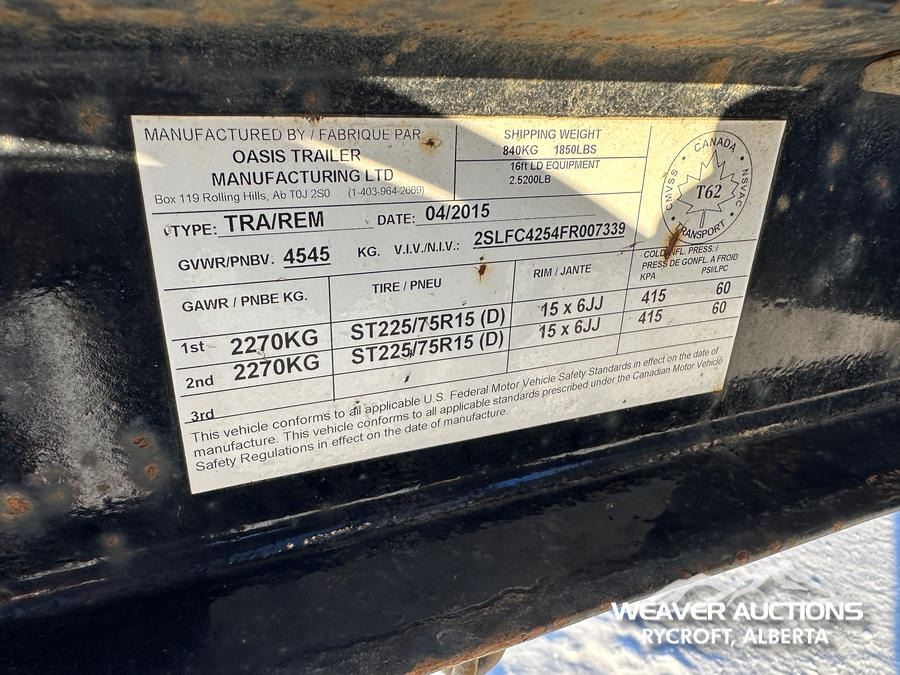 MANUFACTURED BY / FABRIQUE PAR
OASIS TRAILER
MANUFACTURING LTD
Box 119 Rolling Hills, Ab T0J 2S0 (1-403-964-2669)
SHIPPING WEIGHT
840KG 1850LBS
16ft LD EQUIPMENT
2.5200LB
CANADA
CMVSS T62 NSVAC
TRANSPORT
TYPE: TRA/REM DATE: 04/2015
GVWR/PNBV. 4545 KG. V.I.V/N.I.V.: 2SLFC4254FR007339
COLD INFL. PRESS./
PRESS DE GONFL. A FROID
KPA PSI/LPC
GAWR / PNBE KG. TIRE / PNEU RIM / JANTE
1st 2270KG ST225/75R15 (D) 15 x 6JJ 415 60
2nd 2270KG ST225/75R15 (D) 15 x 6JJ 415 60
3rd
This vehicle conforms to all applicable U.S. Federal Motor Vehicle Safety Standards in effect on the date of
manufacture. This vehicle conforms to all applicable standards prescribed under the Canadian Motor Vehicle
Safety Regulations in effect on the date of manufacture
WEAVER AUCTIONS
RYCROFT, ALBERTA